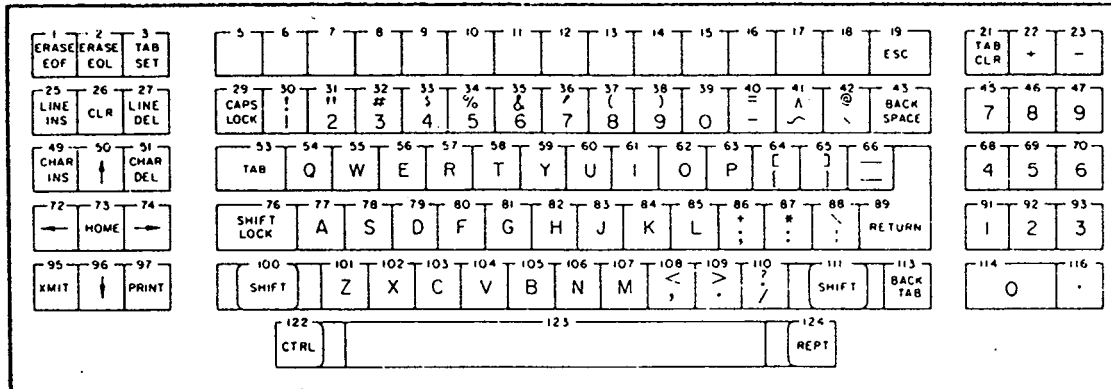 1 2 3 5 6 7 8 9 10 11 12 13 14 15 16 17 18 19 21 22 23
ERASE EOF ERASE EOL TAB SET ESC TAB CLR + -
25 26 27 29 30 31 32 33 34 35 36 37 38 39 40 41 42 43 45 46 47
LINE INS CLR LINE DEL CAPS LOCK ! " # $ % & ' ( ) = ^ @ BACK SPACE
1 2 3 4 5 6 7 8 9 0 - ~ \ 7 8 9
49 50 51 53 54 55 56 57 58 59 60 61 62 63 64 65 66 68 69 70
CHAR INS ↑ CHAR DEL TAB Q W E R T Y U I O P [ ] — 4 5 6
72 73 74 76 77 78 79 80 81 82 83 84 85 86 87 88 89 91 92 93
← HOME → SHIFT LOCK A S D F G H J K L + ; * : RETURN 1 2 3
95 96 97 100 101 102 103 104 105 106 107 108 109 110 111 113 114 116
XMIT ↓ PRINT SHIFT Z X C V B N M < , > . ? / SHIFT BACK TAB 0 .
122 123 124
CTRL REPT